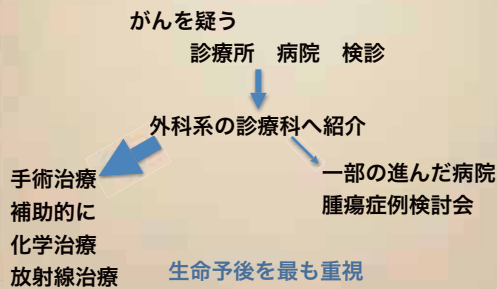 がんを疑う
診療所　病院　検診
外科系の診療科へ紹介
一部の進んだ病院
腫瘍症例検討会
手術治療
補助的に
化学治療
放射線治療
生命予後を最も重視